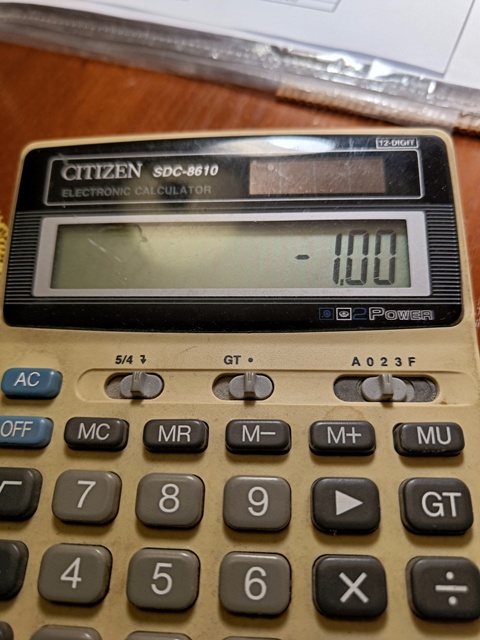 12-DIGIT
CITIZEN SDC-8610
ELECTRONIC CALCULATOR
- 1.00
2 POWER
5/4 GT • A 0 2 3 F
AC
OFF MC MR M− M+ MU
√ 7 8 9 ▶ GT
4 5 6 × ÷